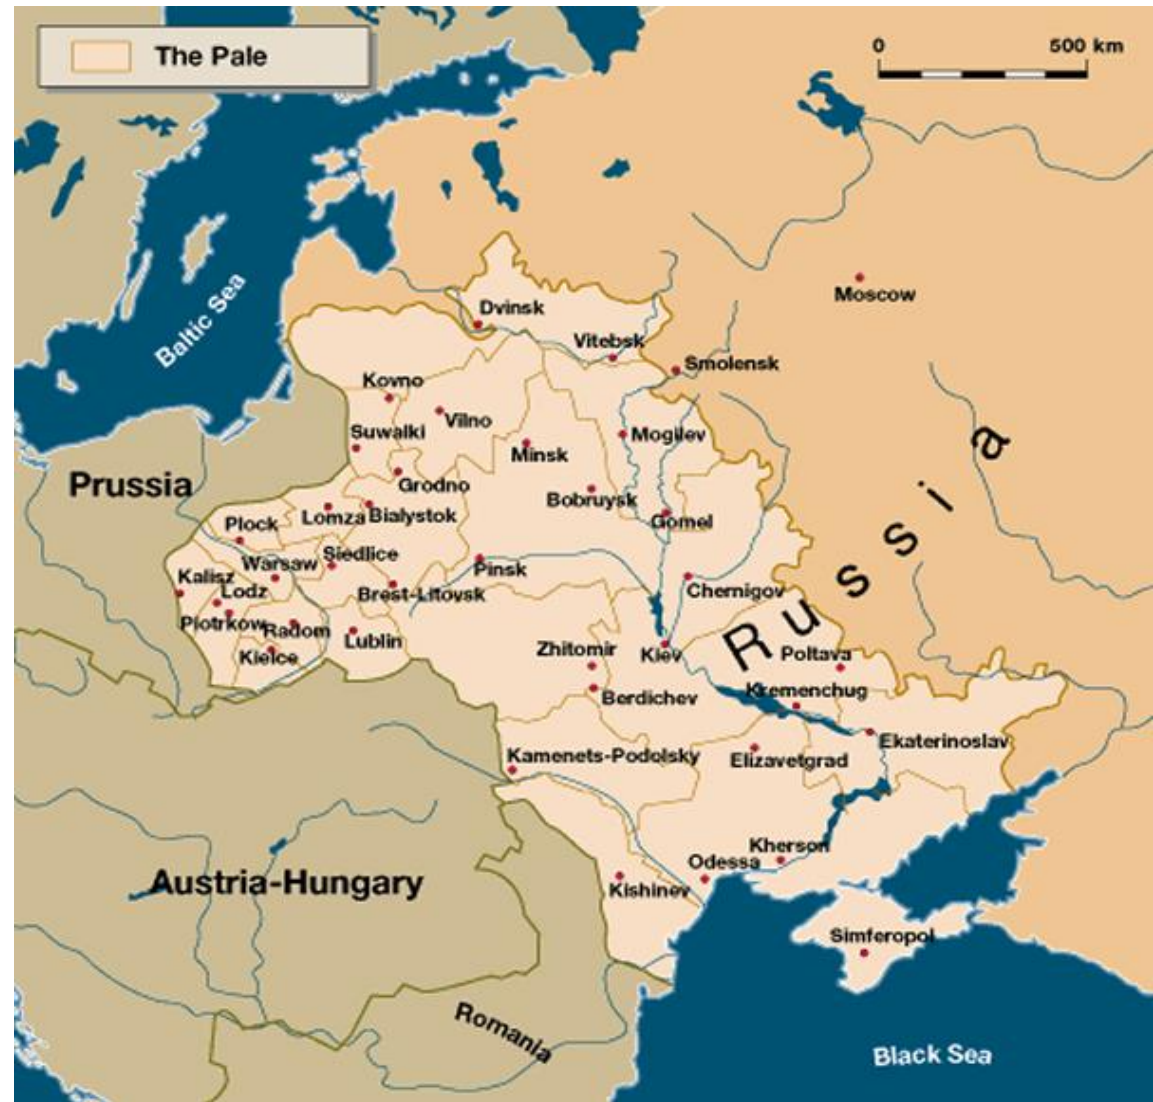 The Pale
0 500 km
Moscow
Dvinsk
Vitebsk
Smolensk
Baltic Sea
Kovno
Vilno
Suwalki
Mogilev
Minsk
Prussia
Grodno
Bobruysk
Lomza
Bialystok
Plock
Gomel
Siedlice
Warsaw
Pinsk
Kalisz
Lodz
Brest-Litovsk
Chernigov
Russia
Piotrkow
Radom
Lublin
Kielce
Zhitomir
Kiev
Poltava
Berdichev
Kremenchug
Ekaterinoslav
Kamenets-Podolsky
Elizavetgrad
Kherson
Odessa
Austria-Hungary
Kishinev
Simferopol
Romania
Black Sea